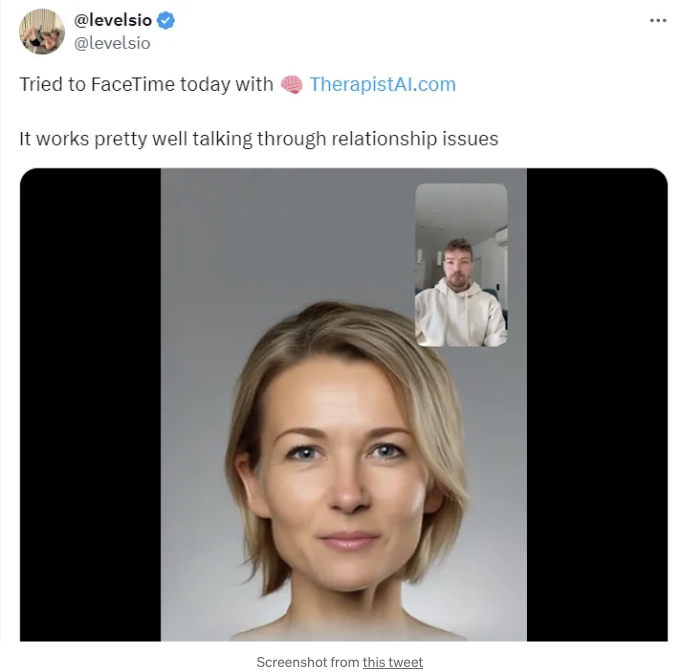 @levelsio
@levelsio
Tried to FaceTime today with 🧠 TherapistAI.com
It works pretty well talking through relationship issues
Screenshot from this tweet